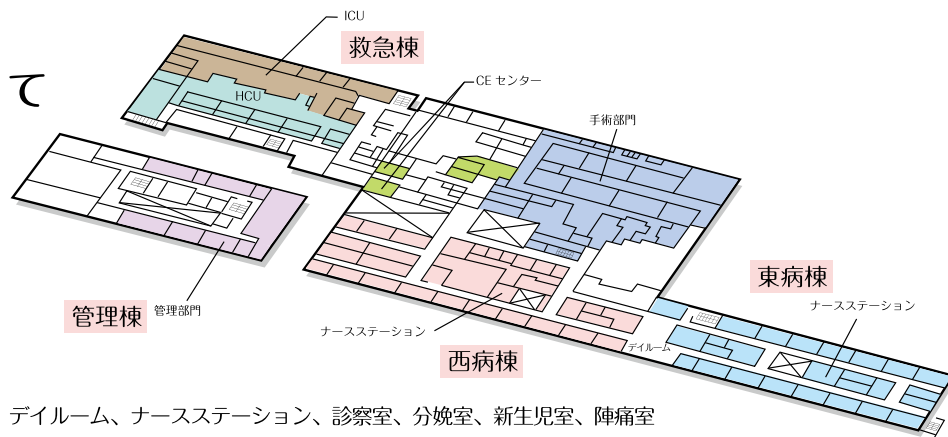 ICU
救急棟
て
HCU
CEセンター
手術部門
東病棟
ナースステーション
管理棟
管理部門
ナースステーション
デイルーム
西病棟
デイルーム、ナースステーション、診察室、分娩室、新生児室、陣痛室